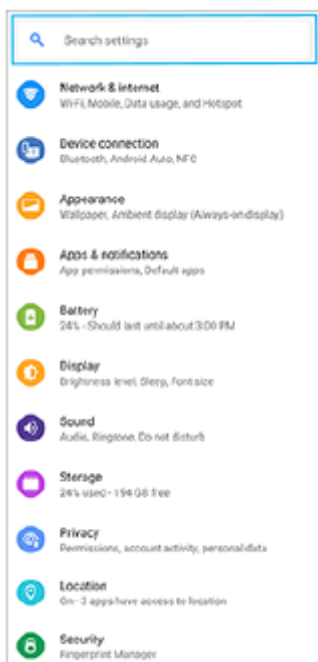 Search settings
Network & internet
Wi-Fi, Mobile, Data usage, and Hotspot
Device connection
Bluetooth, Android Auto, NFC
Appearance
Wallpaper, Ambient display (Always-on display)
Apps & notifications
App permissions, Default apps
Battery
24% - Should last until about 3:00 PM
Display
Brightness level, Sleep, Font size
Sound
Audio, Ringtone, Do not disturb
Storage
24% used - 194 GB free
Privacy
Permissions, account activity, personal data
Location
On - 3 apps have access to location
Security
Fingerprint Manager